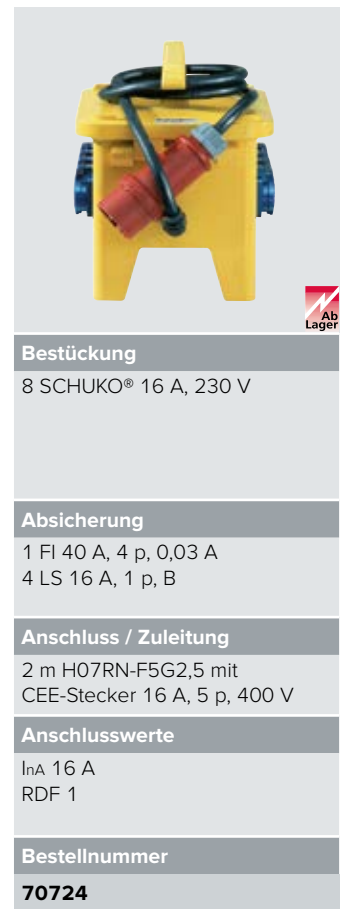 Ab
Lager
Bestückung
8 SCHUKO® 16 A, 230 V
Absicherung
1 FI 40 A, 4 p, 0,03 A
4 LS 16 A, 1 p, B
Anschluss / Zuleitung
2 m H07RN-F5G2,5 mit
CEE-Stecker 16 A, 5 p, 400 V
Anschlusswerte
InA 16 A
RDF 1
Bestellnummer
70724